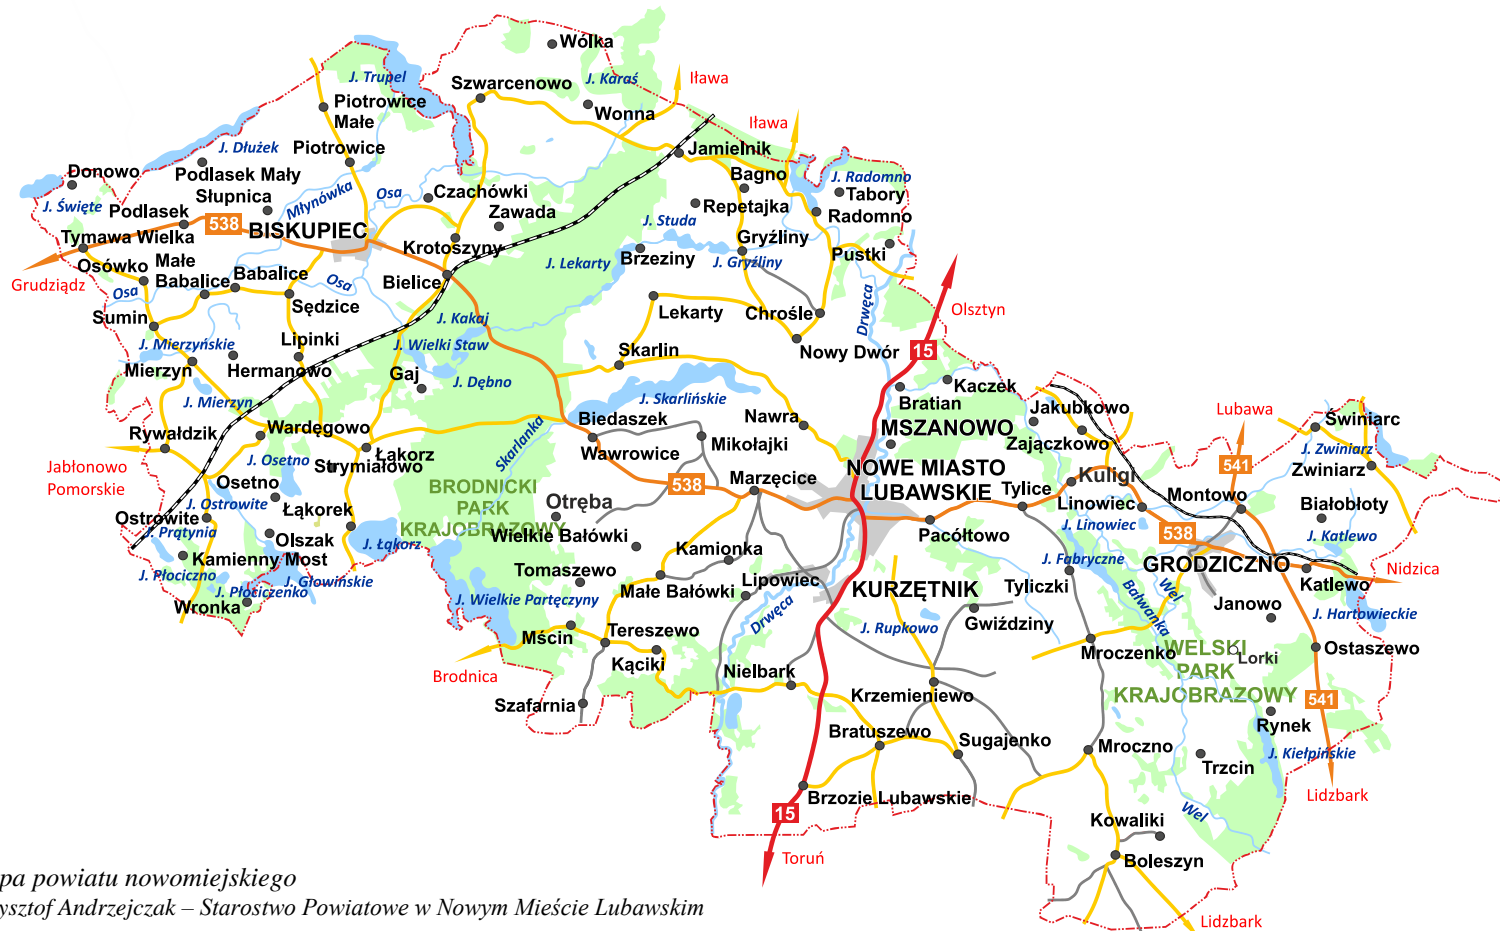 Wólka
J. Trupel
Szwarcenowo
J. Karaś
Iława
Piotrowice
Małe
Wonna
Iława
J. Dłużek
Piotrowice
Jamielnik
Donowo
Podlasek Mały
Bagno
J. Radomno
Słupnica
Młynówka
Osa
Czachówki
Tabory
J. Święte
Podlasek
538
BISKUPIEC
Zawada
Repetajka
Radomno
J. Studa
Tymawa Wielka
Krotoszyny
Gryźliny
Pustki
Osówko
Małe
Babalice
Babalice
Bielice
J. Lekarty
Brzeziny
J. Gryźliny
Grudziądz
Osa
Osa
Sędzice
Drwęca
Sumin
J. Kakaj
Lekarty
Chrośle
Olsztyn
J. Mierzyńskie
Lipinki
J. Wielki Staw
Skarlin
Nowy Dwór
15
Mierzyn
Hermanowo
Gaj
J. Dębno
Kaczek
J. Mierzyn
J. Skarlińskie
Bratian
Jakubkowo
Lubawa
Świniarc
Rywałdzik
Wardęgowo
Skarlanka
Biedaszek
Nawra
MSZANOWO
Zajączkowo
J. Zwiniarz
Jabłonowo
Pomorskie
J. Osetno
Strymiałowo
Łąkorz
Wawrowice
Mikołajki
NOWE MIASTO
LUBAWSKIE
Kuligi
541
Zwiniarz
Osetno
BRODNICKI
PARK
KRAJOBRAZOWY
538
Marzęcice
Tylice
Linowiec
Montowo
J. Ostrowite
Łąkorek
Otręba
Białobłoty
Ostrowite
J. Linowiec
538
J. Prątynia
Olszak
J. Łąkorz
Wielkie Bałówki
Pacółtowo
J. Katlewo
Kamienny Most
Kamionka
J. Fabryczne
GRODZICZNO
J. Płociczno
J. Głowińskie
Tomaszewo
Lipowiec
Tyliczki
Katlewo
Nidzica
J. Płociczenko
Małe Bałówki
KURZĘTNIK
Wel
Wronka
J. Wielkie Partęczyny
Bałwanka
Janowo
J. Hartowieckie
Drwęca
Gwiździny
Mścin
Tereszewo
J. Rupkowo
Mroczenko
WELSKI
PARK
KRAJOBRAZOWY
Lorki
Ostaszewo
Brodnica
Kąciki
Nielbark
Krzemieniewo
541
Szafarnia
Rynek
Bratuszewo
Sugajenko
Mroczno
J. Kiełpińskie
Trzcin
Brzozie Lubawskie
Lidzbark
15
Wel
Kowaliki
Toruń
Boleszyn
pa powiatu nowomiejskiego
ysztof Andrzejczak – Starostwo Powiatowe w Nowym Mieście Lubawskim
Lidzbark